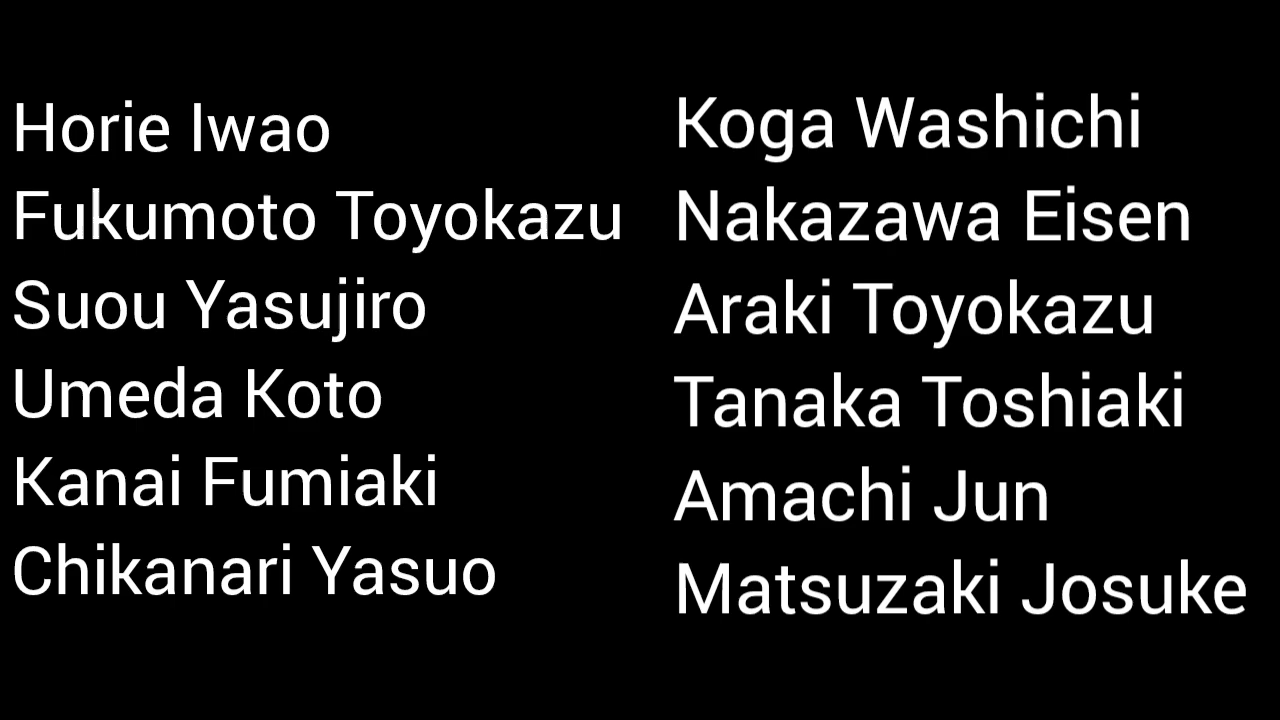 Horie Iwao
Fukumoto Toyokazu
Suou Yasujiro
Umeda Koto
Kanai Fumiaki
Chikanari Yasuo
Koga Washichi
Nakazawa Eisen
Araki Toyokazu
Tanaka Toshiaki
Amachi Jun
Matsuzaki Josuke